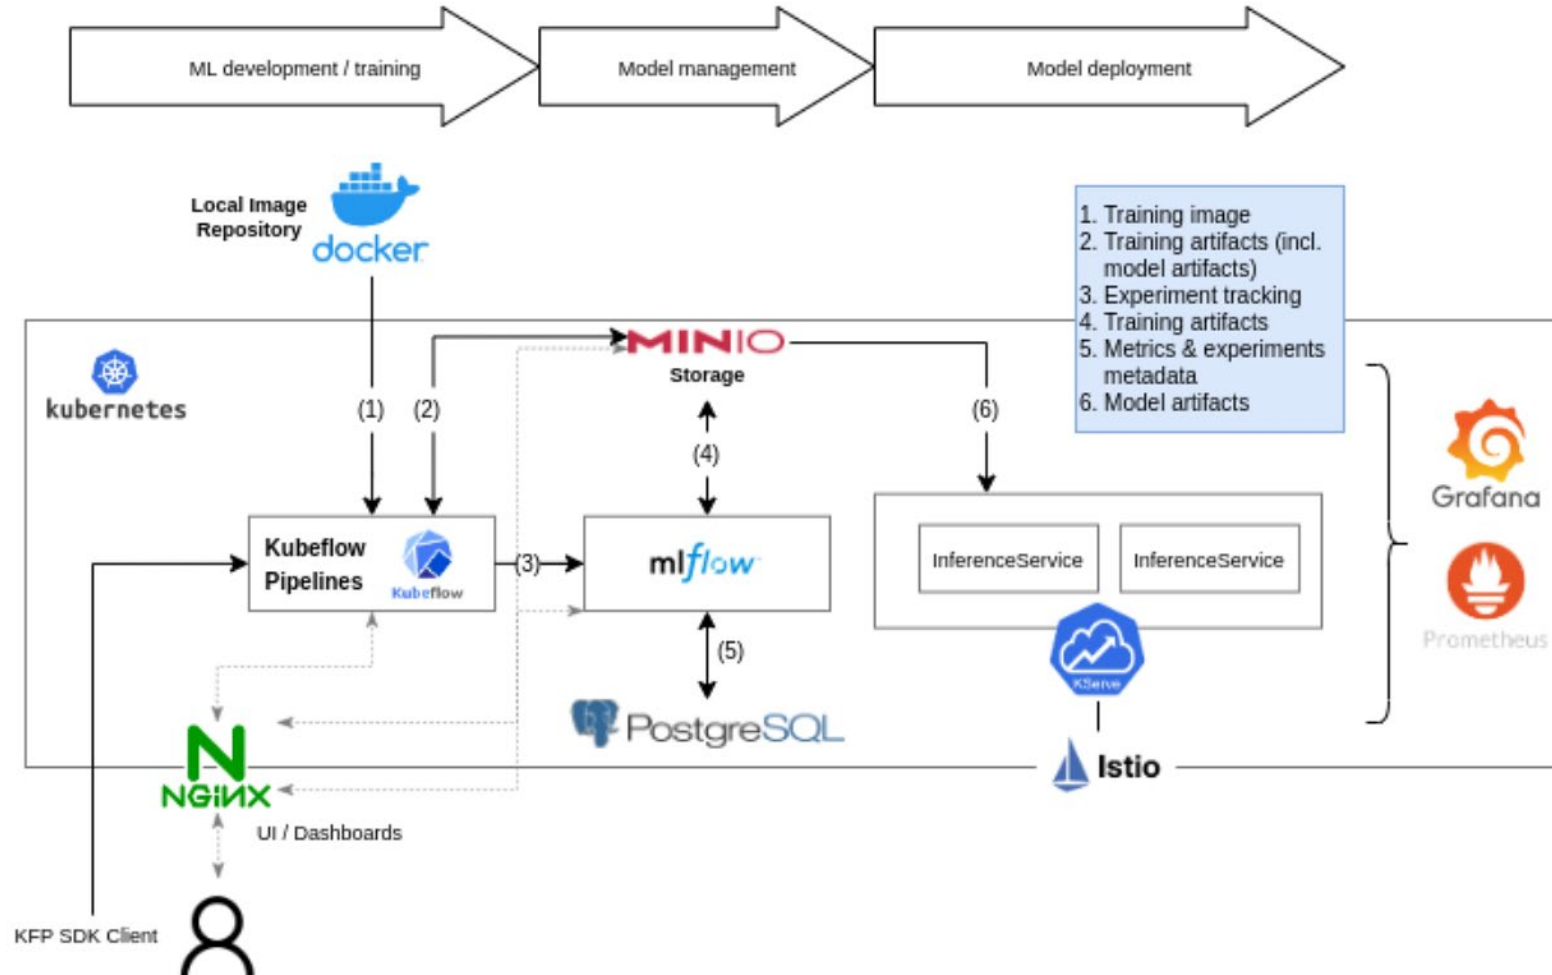 ML development / training
Model management
Model deployment
Local Image
Repository
docker
1. Training image
2. Training artifacts (incl.
model artifacts)
3. Experiment tracking
4. Training artifacts
5. Metrics & experiments
metadata
6. Model artifacts
kubernetes
MINIO
Storage
(1)
(2)
(4)
(6)
Grafana
Kubeflow
Pipelines
Kubeflow
(3)
mlflow
InferenceService
InferenceService
Prometheus
(5)
KServe
PostgreSQL
NGINX
Istio
UI / Dashboards
KFP SDK Client